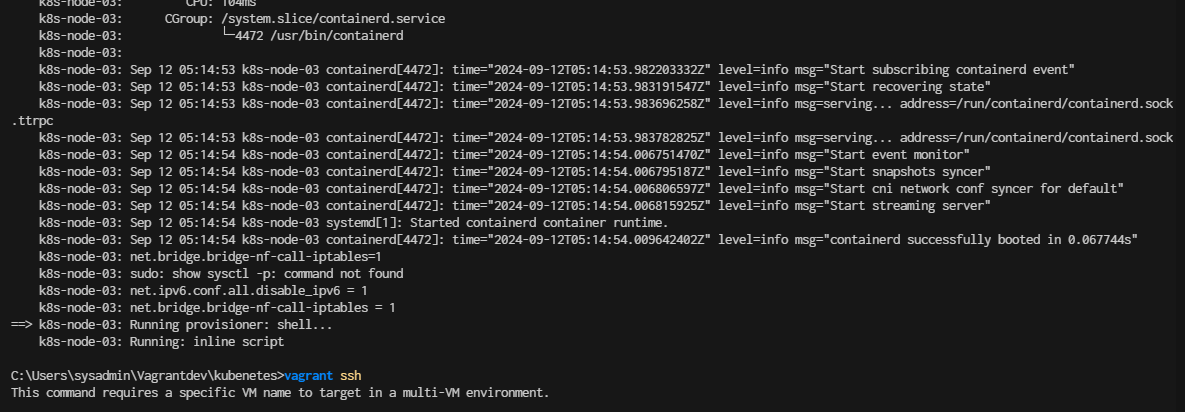 k8s-node-03: CPU: 104ms
k8s-node-03: CGroup: /system.slice/containerd.service
k8s-node-03: └─4472 /usr/bin/containerd
k8s-node-03:
k8s-node-03: Sep 12 05:14:53 k8s-node-03 containerd[4472]: time="2024-09-12T05:14:53.982203332Z" level=info msg="Start subscribing containerd event"
k8s-node-03: Sep 12 05:14:53 k8s-node-03 containerd[4472]: time="2024-09-12T05:14:53.983191547Z" level=info msg="Start recovering state"
k8s-node-03: Sep 12 05:14:53 k8s-node-03 containerd[4472]: time="2024-09-12T05:14:53.983696258Z" level=info msg=serving... address=/run/containerd/containerd.sock
.ttrpc
k8s-node-03: Sep 12 05:14:53 k8s-node-03 containerd[4472]: time="2024-09-12T05:14:53.983782825Z" level=info msg=serving... address=/run/containerd/containerd.sock
k8s-node-03: Sep 12 05:14:54 k8s-node-03 containerd[4472]: time="2024-09-12T05:14:54.006751470Z" level=info msg="Start event monitor"
k8s-node-03: Sep 12 05:14:54 k8s-node-03 containerd[4472]: time="2024-09-12T05:14:54.006795187Z" level=info msg="Start snapshots syncer"
k8s-node-03: Sep 12 05:14:54 k8s-node-03 containerd[4472]: time="2024-09-12T05:14:54.006806597Z" level=info msg="Start cni network conf syncer for default"
k8s-node-03: Sep 12 05:14:54 k8s-node-03 containerd[4472]: time="2024-09-12T05:14:54.006815925Z" level=info msg="Start streaming server"
k8s-node-03: Sep 12 05:14:54 k8s-node-03 systemd[1]: Started containerd container runtime.
k8s-node-03: Sep 12 05:14:54 k8s-node-03 containerd[4472]: time="2024-09-12T05:14:54.009642402Z" level=info msg="containerd successfully booted in 0.067744s"
k8s-node-03: net.bridge.bridge-nf-call-iptables=1
k8s-node-03: sudo: show sysctl -p: command not found
k8s-node-03: net.ipv6.conf.all.disable_ipv6 = 1
k8s-node-03: net.bridge.bridge-nf-call-iptables = 1
==> k8s-node-03: Running provisioner: shell...
k8s-node-03: Running: inline script
C:\Users\sysadmin\Vagrantdev\kubenetes>vagrant ssh
This command requires a specific VM name to target in a multi-VM environment.